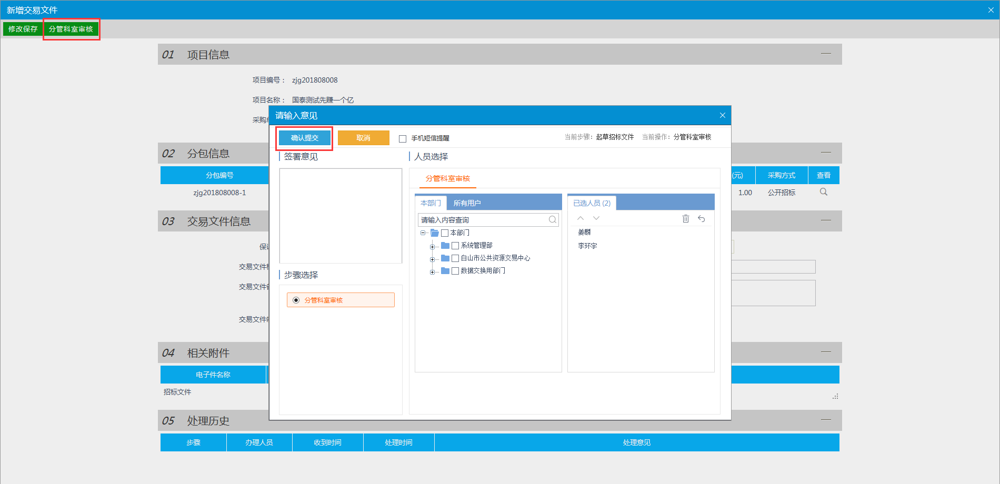 新增交易文件
修改保存 分管科室审核
01 项目信息
项目编号： zjg201808008
项目名称： 国泰测试先赚一个亿
采购
请输入意见
确认提交 取消 手机短信提醒 当前步骤：起草招标文件 当前操作：分管科室审核
签署意见 人员选择
02 分包信息
分包编号 (元) 采购方式 查看
zjg201808008-1 1.00 公开招标
分管科室审核
本部门 所有用户 已选人员 (2)
请输入内容查询
本部门 姜麟
系统管理部 李环宇
白山市公共资源交易中心
数据交换用部门
03 交易文件信息
交易文件
交易文件
交易文件
步骤选择
分管科室审核
04 相关附件
电子件名称
招标文件
05 处理历史
步骤 办理人员 收到时间 处理时间 处理意见